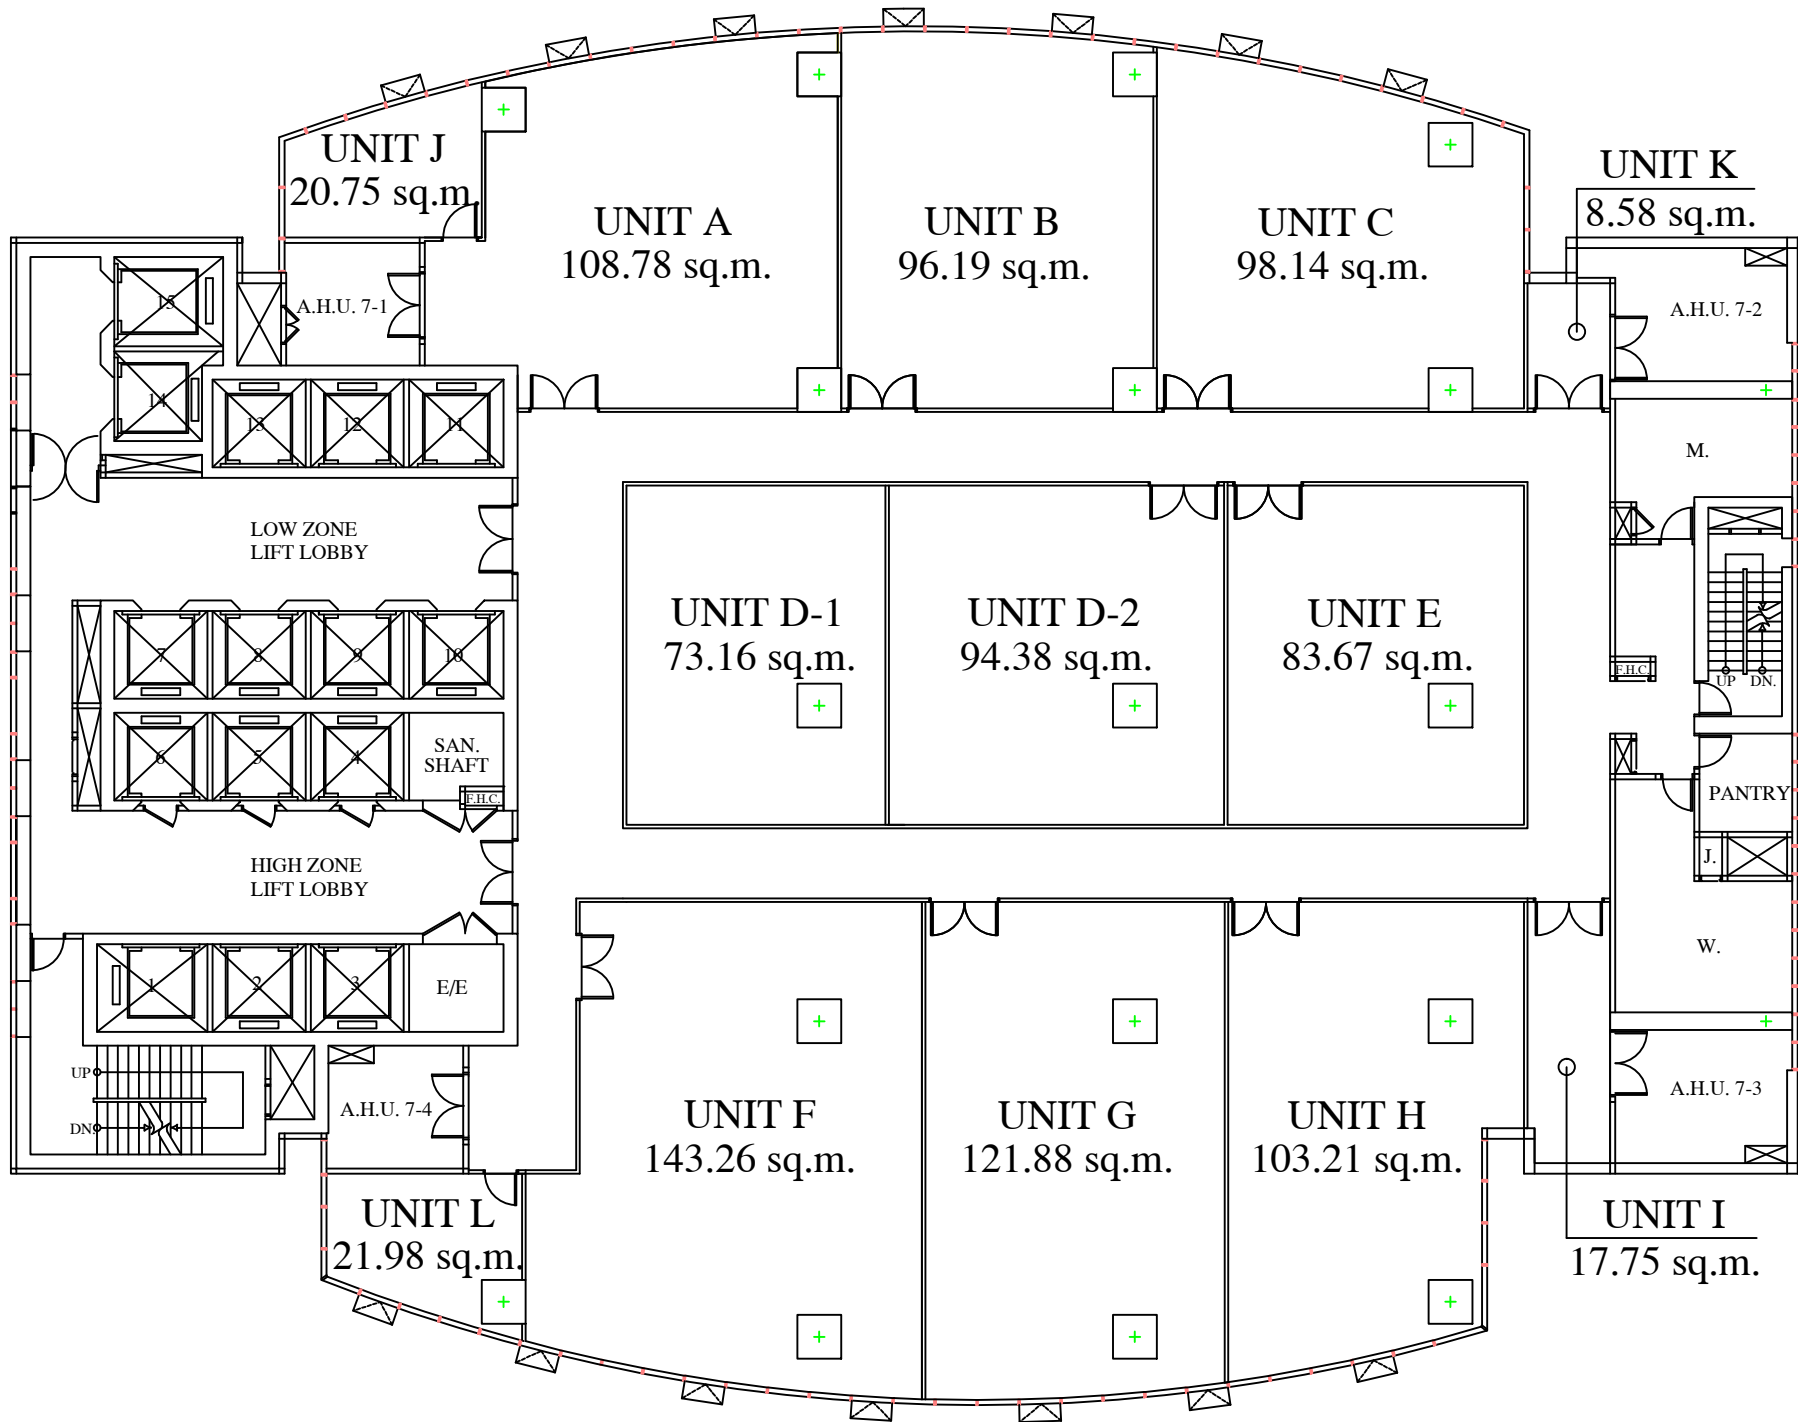 UNIT J
20.75 sq.m.
UNIT A
108.78 sq.m.
UNIT B
96.19 sq.m.
UNIT C
98.14 sq.m.
UNIT K
8.58 sq.m.
A.H.U. 7-1
A.H.U. 7-2
15
14
13
12
11
M.
LOW ZONE
LIFT LOBBY
UNIT D-1
73.16 sq.m.
UNIT D-2
94.38 sq.m.
UNIT E
83.67 sq.m.
7
8
9
10
F.H.C.
UP
DN.
6
5
4
SAN.
SHAFT
F.H.C.
PANTRY
J.
HIGH ZONE
LIFT LOBBY
W.
1
2
3
E/E
UP
DN.
A.H.U. 7-4
A.H.U. 7-3
UNIT F
143.26 sq.m.
UNIT G
121.88 sq.m.
UNIT H
103.21 sq.m.
UNIT L
21.98 sq.m.
UNIT I
17.75 sq.m.